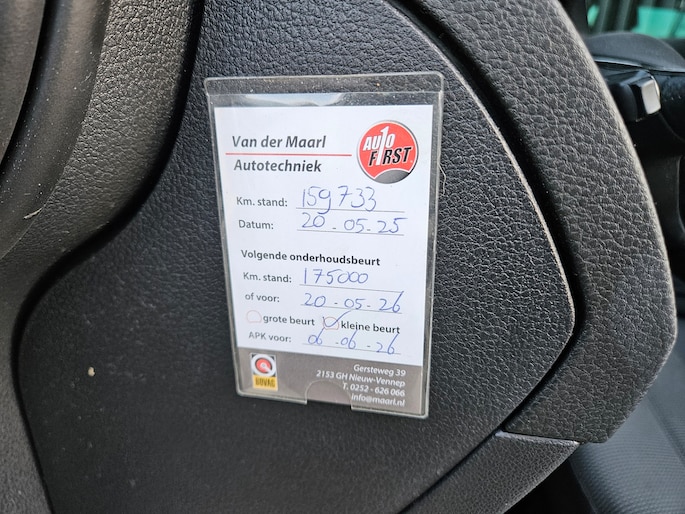 Van der Maarl
Autotechniek
AUTO
F1RST
Km. stand: 159733
Datum: 20-05-25
Volgende onderhoudsbeurt
Km. stand: 175000
of voor: 20-05-26
grote beurt kleine beurt
APK voor: 06-06-26
BOVAG
Gersteweg 39
2153 GH Nieuw-Vennep
T. 0252 - 626 066
info@maarl.nl